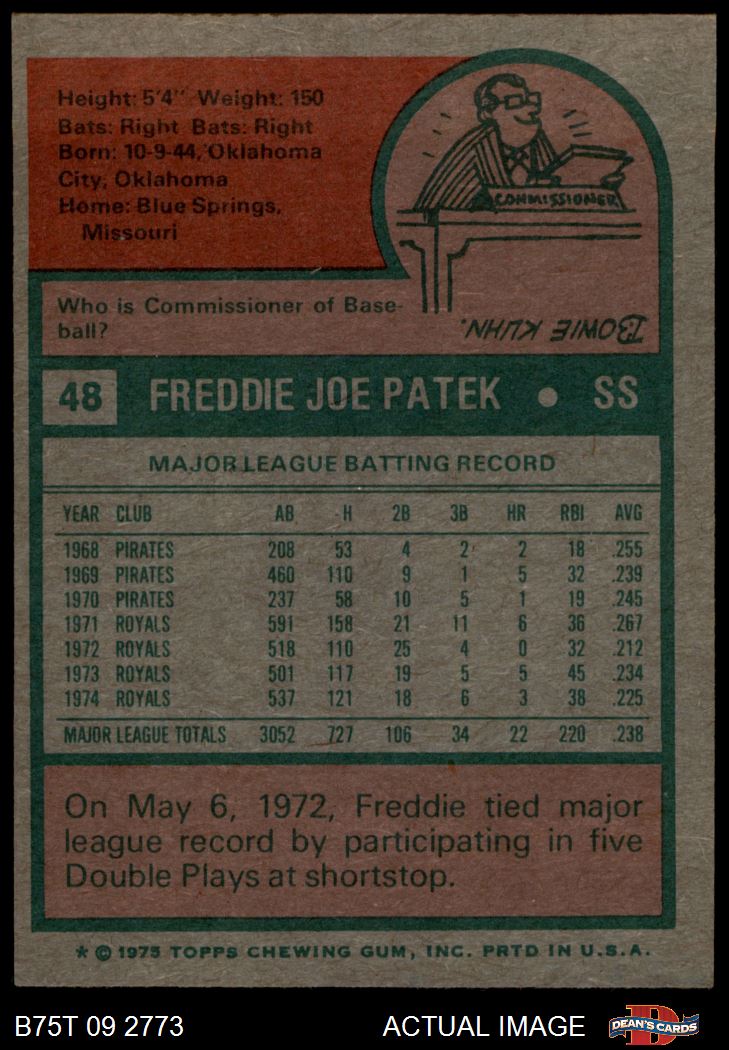 Height: 5'4" Weight: 150
Bats: Right Bats: Right
Born: 10-9-44, Oklahoma
City, Oklahoma
Home: Blue Springs,
Missouri
COMMISSIONER
Who is Commissioner of Base-
ball?
BOWIE KUHN.
48 FREDDIE JOE PATEK • SS
MAJOR LEAGUE BATTING RECORD
YEAR CLUB AB H 2B 3B HR RBI AVG
1968 PIRATES 208 53 4 2 2 18 .255
1969 PIRATES 460 110 9 1 5 32 .239
1970 PIRATES 237 58 10 5 1 19 .245
1971 ROYALS 591 158 21 11 6 36 .267
1972 ROYALS 518 110 25 4 0 32 .212
1973 ROYALS 501 117 19 5 5 45 .234
1974 ROYALS 537 121 18 6 3 38 .225
MAJOR LEAGUE TOTALS 3052 727 106 34 22 220 .238
On May 6, 1972, Freddie tied major
league record by participating in five
Double Plays at shortstop.
* © 1975 TOPPS CHEWING GUM, INC. PRTD IN U.S.A.
B75T 09 2773 ACTUAL IMAGE D DEAN'S CARDS